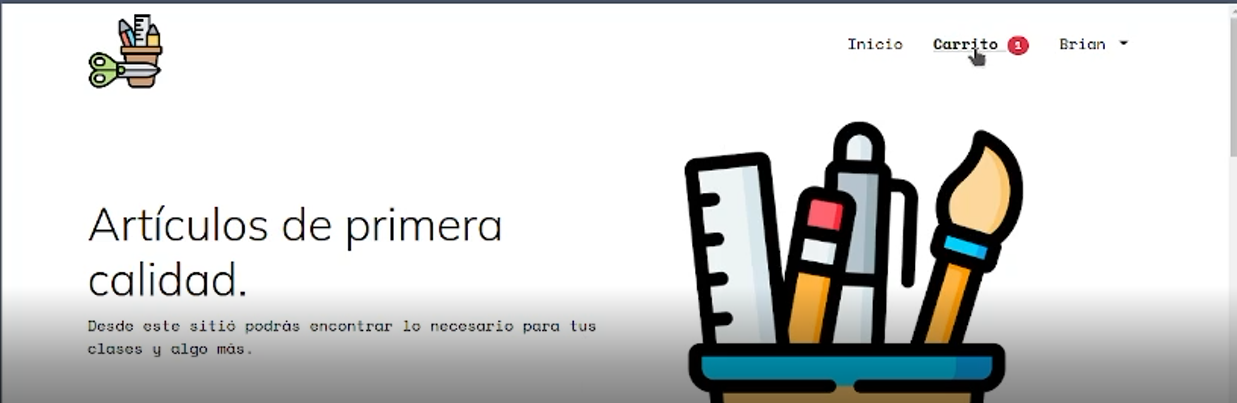 Inicio Carrito 1 Brian
Artículos de primera
calidad.
Desde este sitió podrás encontrar lo necesario para tus
clases y algo más.